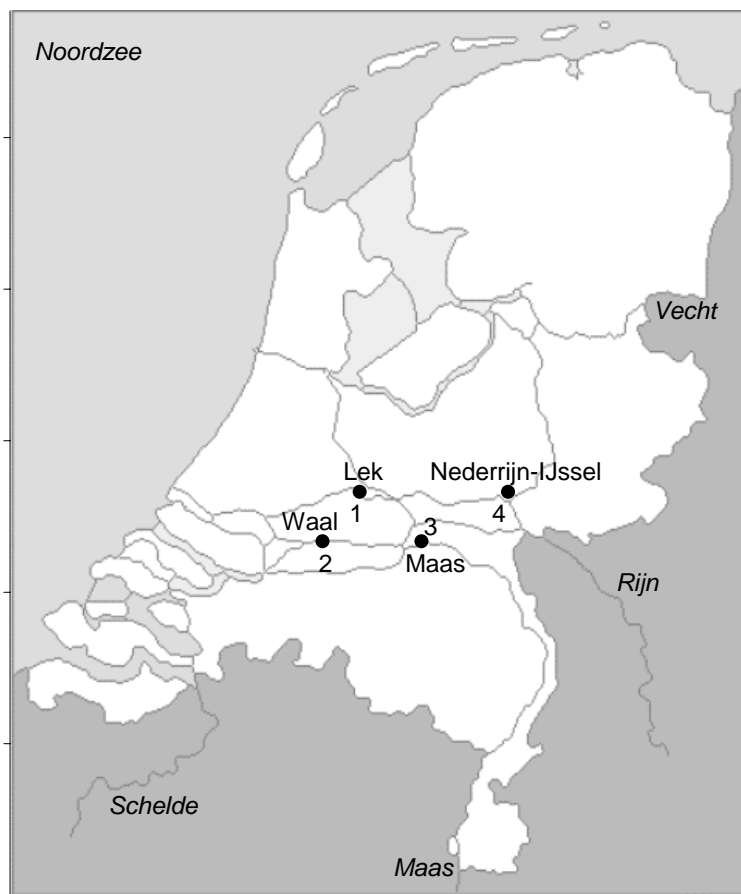 Noordzee
Vecht
Lek
Nederrijn-IJssel
1
4
Waal
3
2
Maas
Rijn
Schelde
Maas